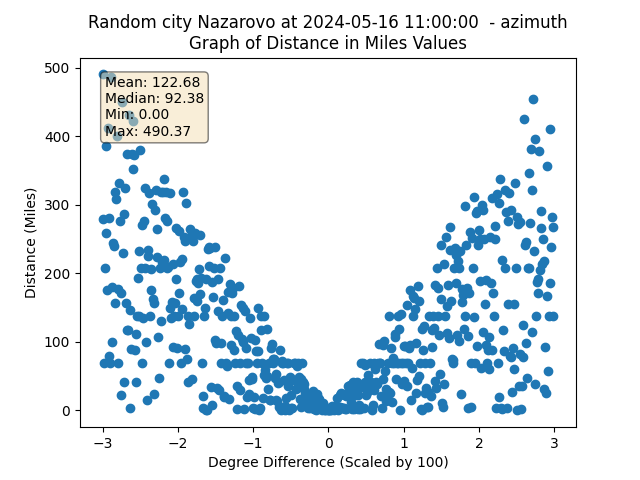 Random city Nazarovo at 2024-05-16 11:00:00 - azimuth
Graph of Distance in Miles Values
500
400
300
200
100
0
Distance (Miles)
Mean: 122.68
Median: 92.38
Min: 0.00
Max: 490.37
−3
−2
−1
0
1
2
3
Degree Difference (Scaled by 100)